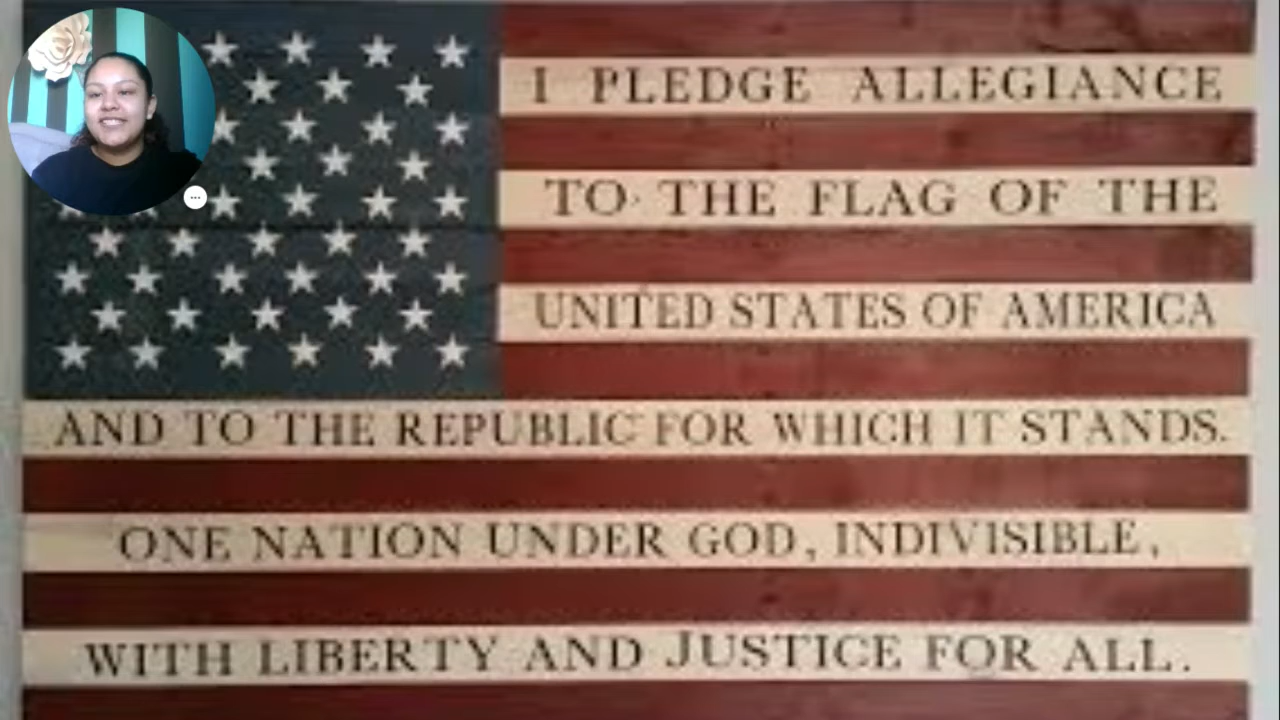 I PLEDGE ALLEGIANCE
TO THE FLAG OF THE
UNITED STATES OF AMERICA
AND TO THE REPUBLIC FOR WHICH IT STANDS.
ONE NATION UNDER GOD, INDIVISIBLE,
WITH LIBERTY AND JUSTICE FOR ALL.